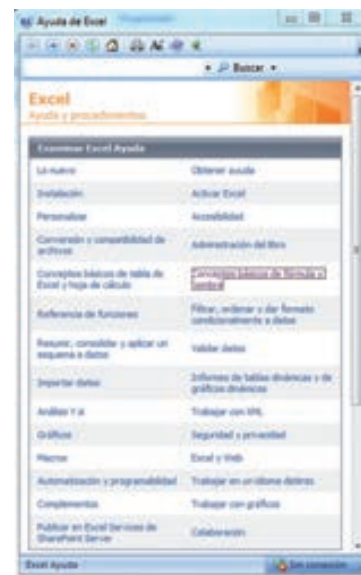 Ayuda de Excel
Buscar
Excel
Ayuda y procedimientos
Examinar Excel Ayuda
Lo nuevo
Obtener ayuda
Instalación
Activar Excel
Personalizar
Accesibilidad
Conversión y compatibilidad de
archivos
Administración del libro
Conceptos básicos de tabla de
Excel y hoja de cálculo
Conceptos básicos de fórmula y
nombre
Referencia de funciones
Filtrar, ordenar y dar formato
condicionalmente a datos
Resumir, consolidar y aplicar un
esquema a datos
Validar datos
Importar datos
Informes de tablas dinámicas y de
gráficos dinámicos
Análisis Y si
Trabajar con XML
Gráficos
Seguridad y privacidad
Macros
Excel y Web
Automatización y programabilidad
Trabajar en un idioma distinto
Complementos
Trabajar con gráficos
Publicar en Excel Services de
SharePoint Server
Colaboración
Excel Ayuda
Sin conexión